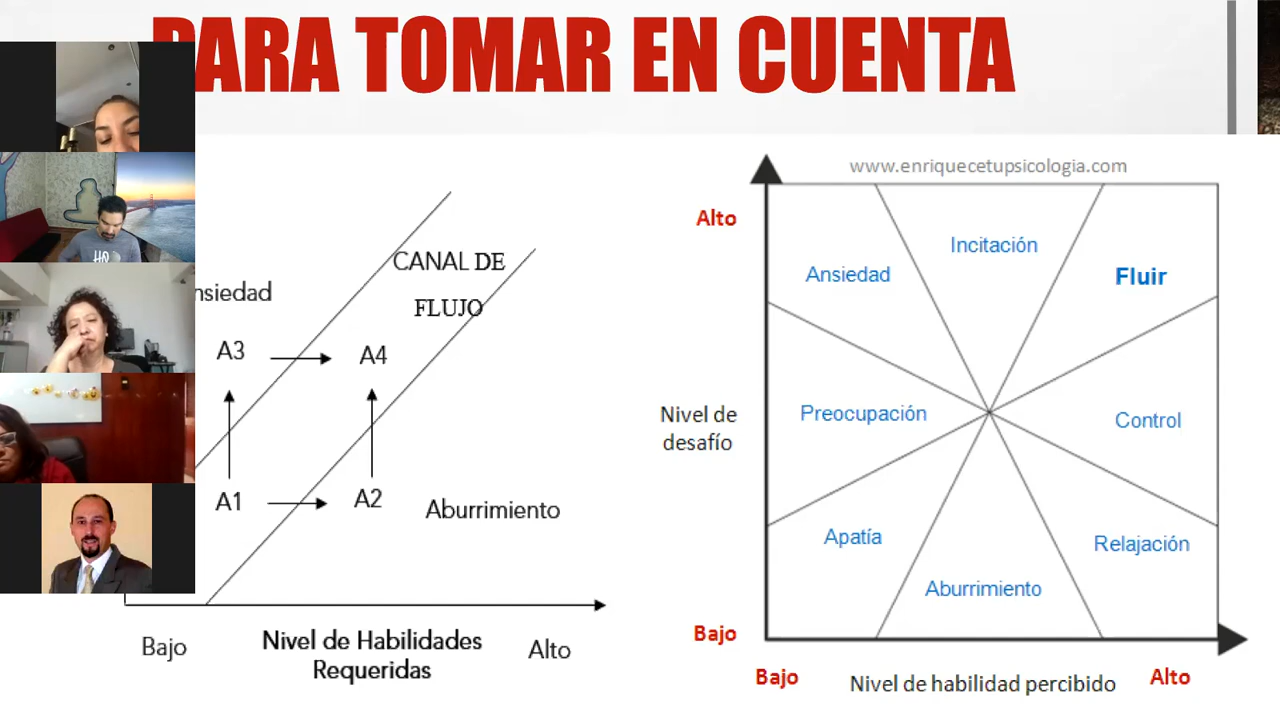 PARA TOMAR EN CUENTA
nsiedad
CANAL DE
FLUJO
A3
A4
A1
A2
Aburrimiento
Bajo
Nivel de Habilidades
Requeridas
Alto
www.enriquecetupsicologia.com
Alto
Incitación
Ansiedad
Fluir
Nivel de
desafío
Preocupación
Control
Apatía
Relajación
Aburrimiento
Bajo
Bajo
Nivel de habilidad percibido
Alto